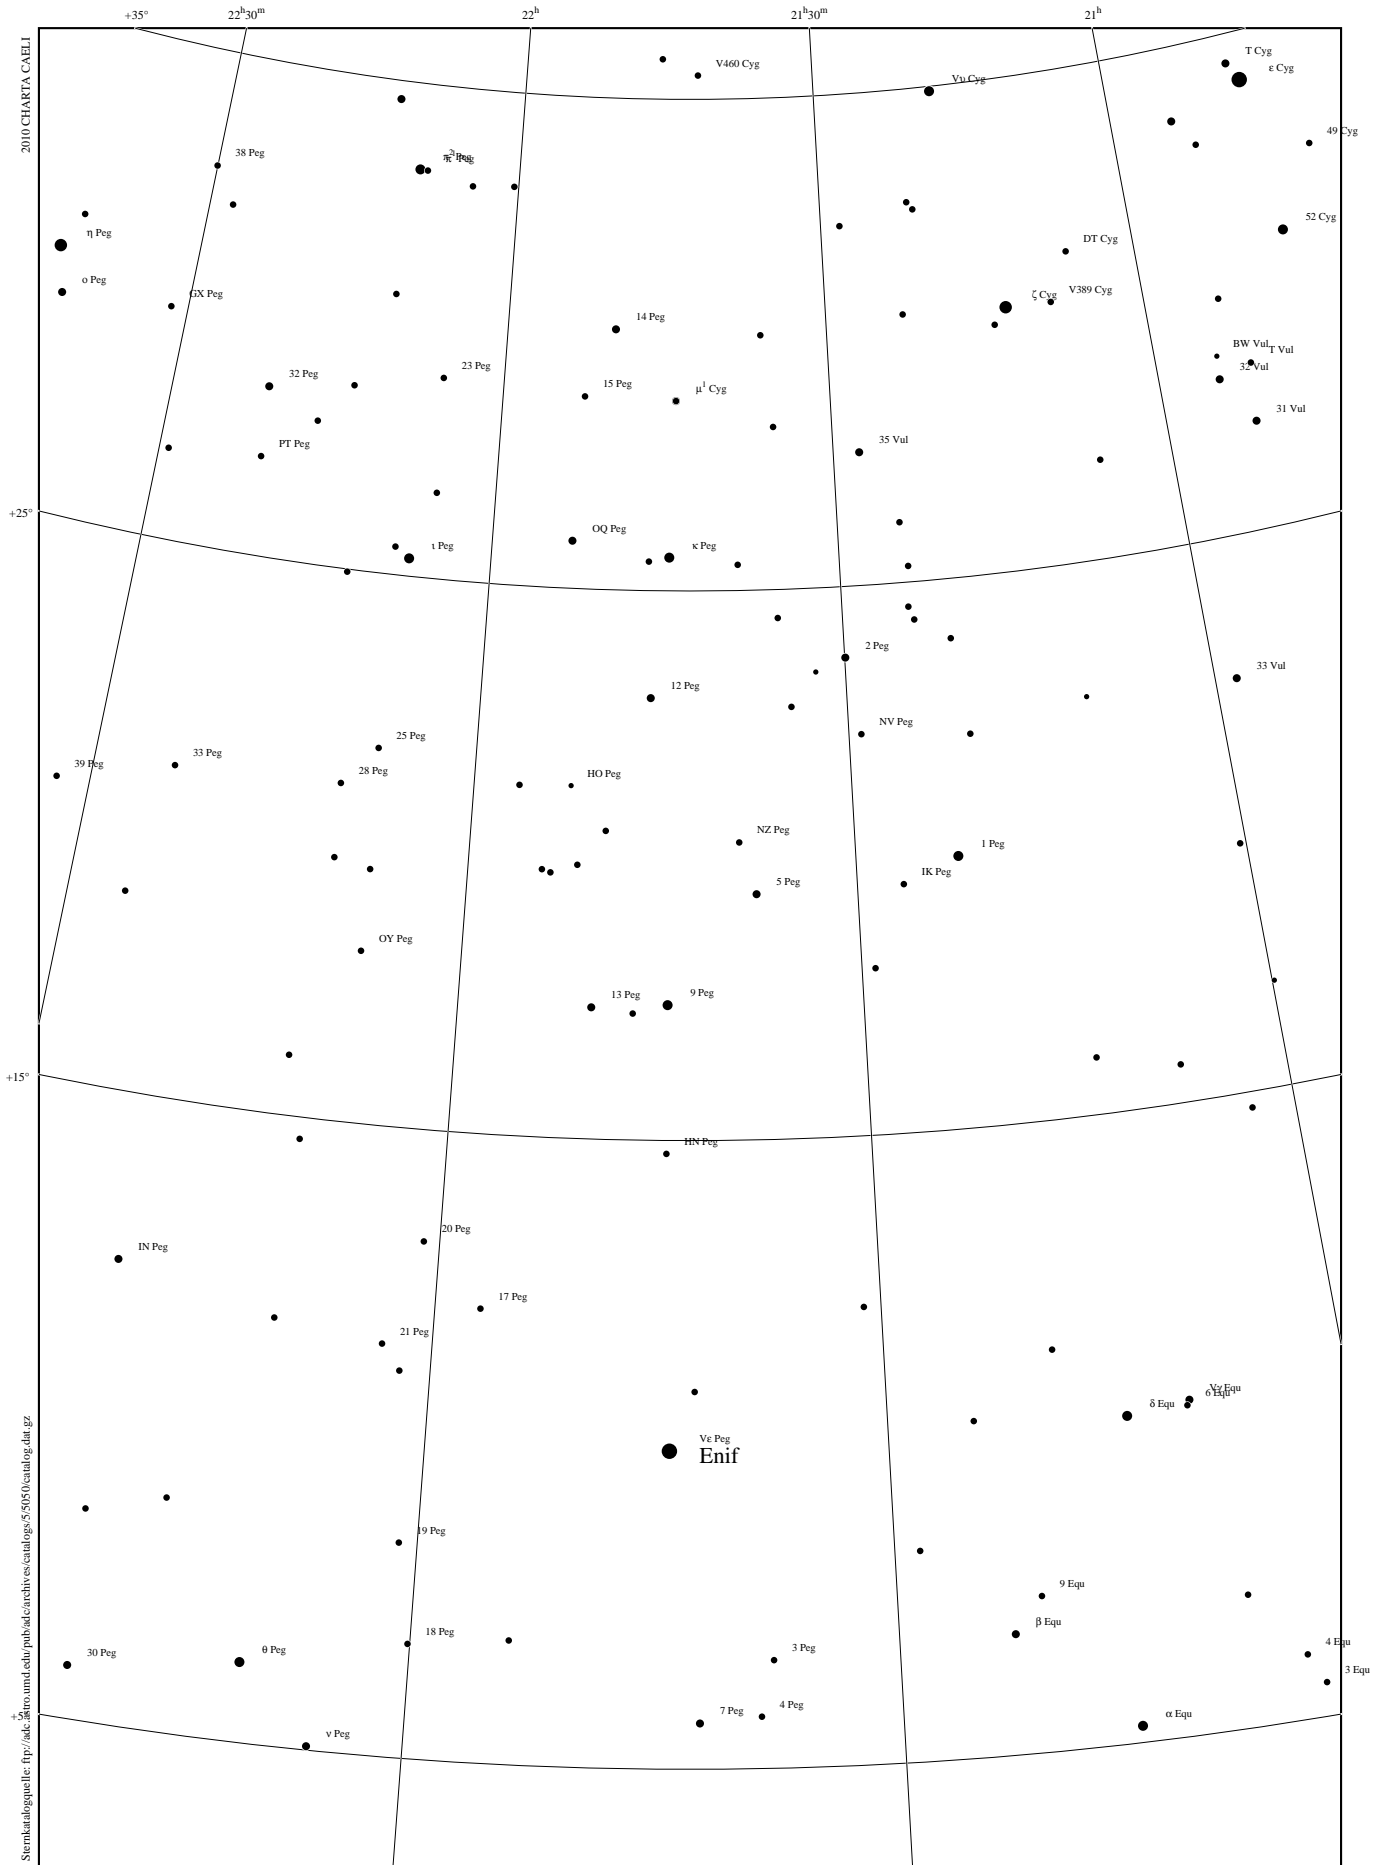 +35°
22h30m
22h
21h30m
21h
2010 CHARTA CAELI
T Cyg
V460 Cyg
ε Cyg
Vυ Cyg
49 Cyg
38 Peg
52 Cyg
η Peg
DT Cyg
ο Peg
GX Peg
ζ Cyg
V389 Cyg
14 Peg
BW Vul
T Vul
32 Vul
23 Peg
32 Peg
15 Peg
μ1 Cyg
31 Vul
35 Vul
PT Peg
+25°
OQ Peg
ι Peg
κ Peg
2 Peg
33 Vul
12 Peg
NV Peg
25 Peg
33 Peg
39 Peg
28 Peg
HO Peg
NZ Peg
1 Peg
IK Peg
5 Peg
OY Peg
13 Peg
9 Peg
+15°
HN Peg
20 Peg
IN Peg
17 Peg
21 Peg
Vγ Equ
6 Equ
δ Equ
Vε Peg
Enif
19 Peg
9 Equ
β Equ
18 Peg
4 Equ
θ Peg
3 Peg
30 Peg
3 Equ
4 Peg
7 Peg
α Equ
+5°
ν Peg
Sternkatalogquelle: ftp://adc.astro.umd.edu/pub/adc/archives/catalogs/5/5050/catalog.dat.gz